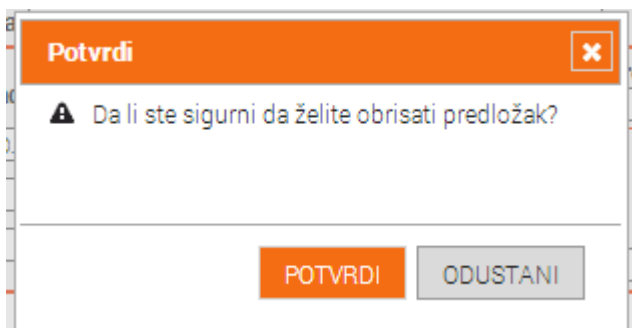 Potvrdi
Da li ste sigurni da želite obrisati predložak?
POTVRDI
ODUSTANI